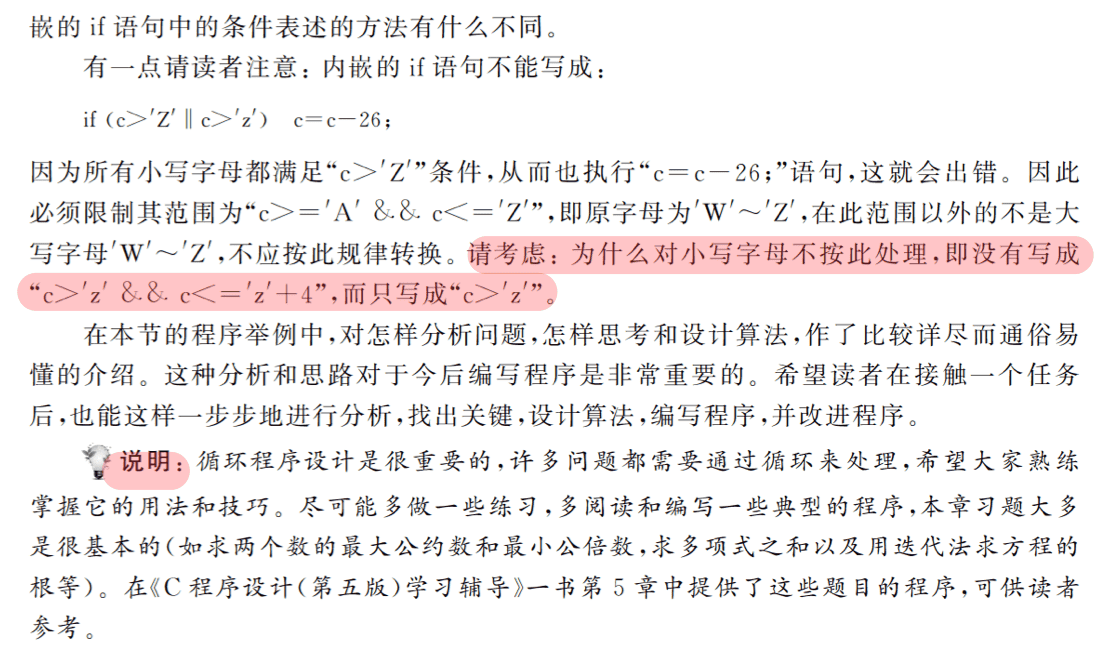 嵌的 if 语句中的条件表述的方法有什么不同。
有一点请读者注意：内嵌的 if 语句不能写成：
if (c>'Z'‖c>'z') c=c-26;
因为所有小写字母都满足“c>'Z'”条件，从而也执行“c=c-26;”语句，这就会出错。因此
必须限制其范围为“c>='A' && c<='Z'”，即原字母为'W'～'Z'，在此范围以外的不是大
写字母'W'～'Z'，不应按此规律转换。请考虑：为什么对小写字母不按此处理，即没有写成
“c>'z' && c<='z'+4”，而只写成“c>'z'”。
在本节的程序举例中，对怎样分析问题，怎样思考和设计算法，作了比较详尽而通俗易
懂的介绍。这种分析和思路对于今后编写程序是非常重要的。希望读者在接触一个任务
后，也能这样一步步地进行分析，找出关键，设计算法，编写程序，并改进程序。
说明：循环程序设计是很重要的，许多问题都需要通过循环来处理，希望大家熟练
掌握它的用法和技巧。尽可能多做一些练习，多阅读和编写一些典型的程序，本章习题大多
是很基本的(如求两个数的最大公约数和最小公倍数，求多项式之和以及用迭代法求方程的
根等)。在《C 程序设计(第五版)学习辅导》一书第 5 章中提供了这些题目的程序，可供读者
参考。